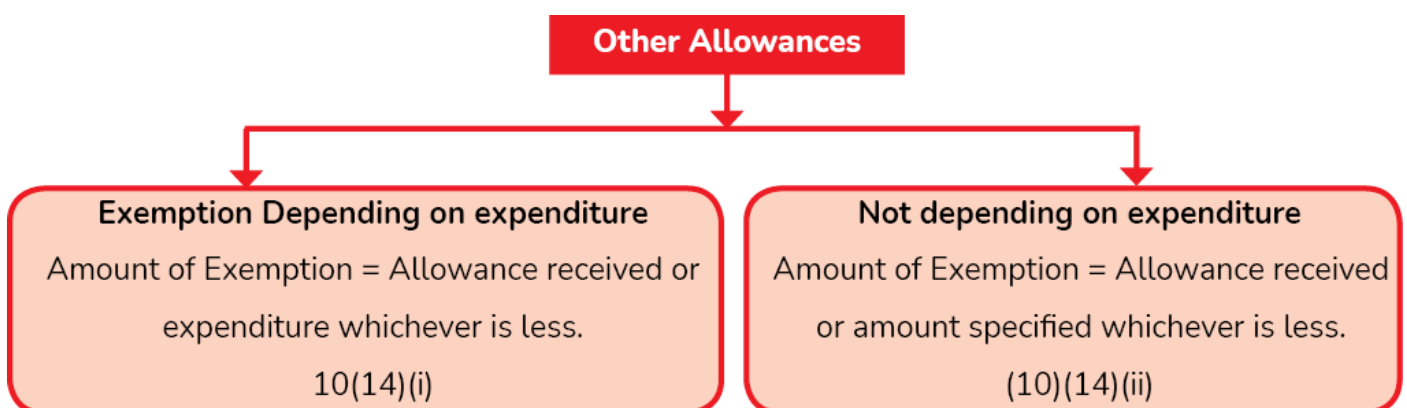 Other Allowances
Exemption Depending on expenditure
Amount of Exemption = Allowance received or
expenditure whichever is less.
10(14)(i)
Not depending on expenditure
Amount of Exemption = Allowance received
or amount specified whichever is less.
(10)(14)(ii)